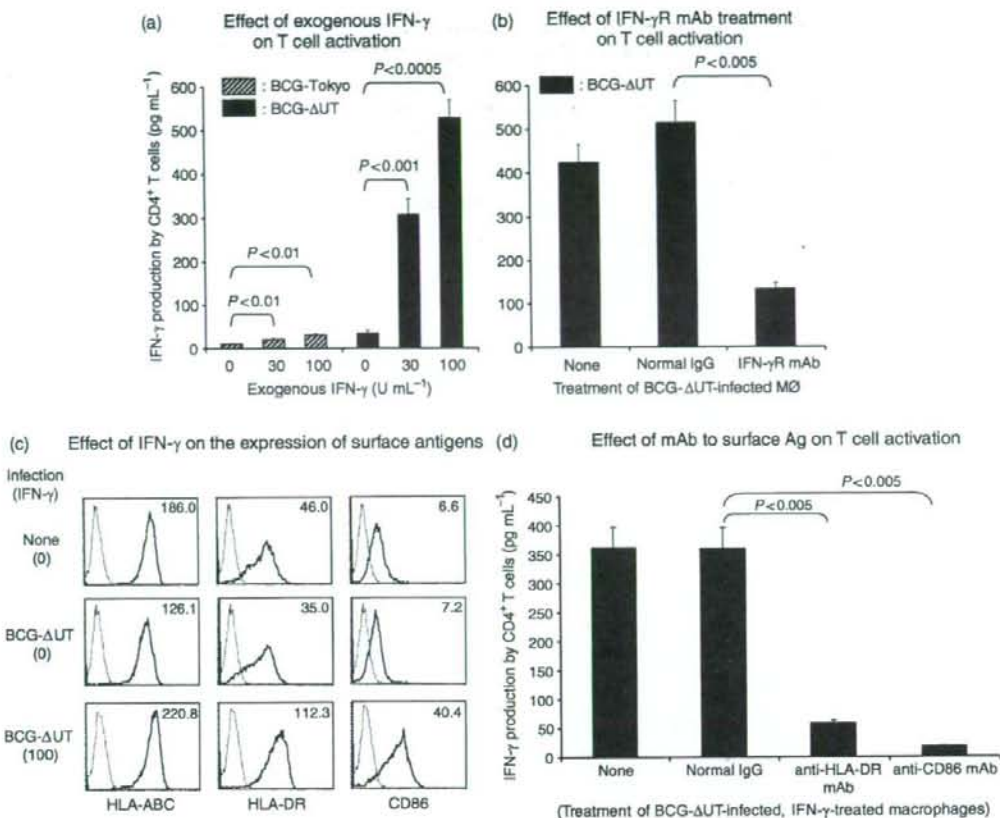 (a) Effect of exogenous IFN-γ
on T cell activation
: BCG-Tokyo
: BCG-ΔUT
P<0.0005
P<0.001
P<0.01
P<0.01
IFN-γ production by CD4⁺ T cells (pg mL⁻¹)
600
500
400
300
200
100
0
0 30 100 0 30 100
Exogenous IFN-γ (U mL⁻¹)
(b) Effect of IFN-γR mAb treatment
on T cell activation
P<0.005
: BCG-ΔUT
600
500
400
300
200
100
0
None Normal IgG IFN-γR mAb
Treatment of BCG-ΔUT-infected MØ
(c) Effect of IFN-γ on the expression of surface antigens
Infection
(IFN-γ)
None
(0)
186.0 46.0 6.6
BCG-ΔUT
(0)
126.1 35.0 7.2
BCG-ΔUT
(100)
220.8 112.3 40.4
HLA-ABC HLA-DR CD86
(d) Effect of mAb to surface Ag on T cell activation
P<0.005
P<0.005
IFN-γ production by CD4⁺ T cells (pg mL⁻¹)
450
400
350
300
250
200
150
100
50
0
None Normal IgG anti-HLA-DR mAb anti-CD86 mAb
(Treatment of BCG-ΔUT-infected, IFN-γ-treated macrophages)